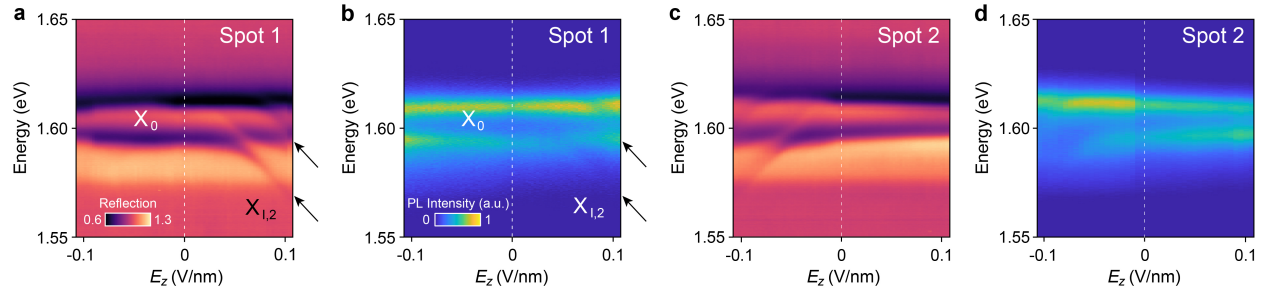 a
Spot 1
1.65
1.60
1.55
Energy (eV)
X0
XI,2
Reflection
0.6
1.3
-0.1
0
0.1
Ez (V/nm)
b
Spot 1
1.65
1.60
1.55
Energy (eV)
X0
XI,2
PL Intensity (a.u.)
0
1
-0.1
0
0.1
Ez (V/nm)
c
Spot 2
1.65
1.60
1.55
Energy (eV)
-0.1
0
0.1
Ez (V/nm)
d
Spot 2
1.65
1.60
1.55
Energy (eV)
-0.1
0
0.1
Ez (V/nm)